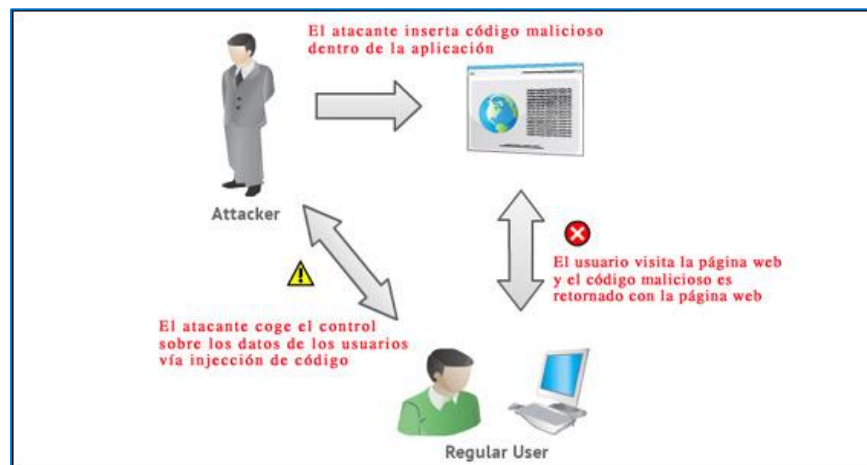 El atacante inserta código malicioso
dentro de la aplicación
Attacker
El usuario visita la página web
y el código malicioso es
retornado con la página web
El atacante coge el control
sobre los datos de los usuarios
vía injección de código
Regular User